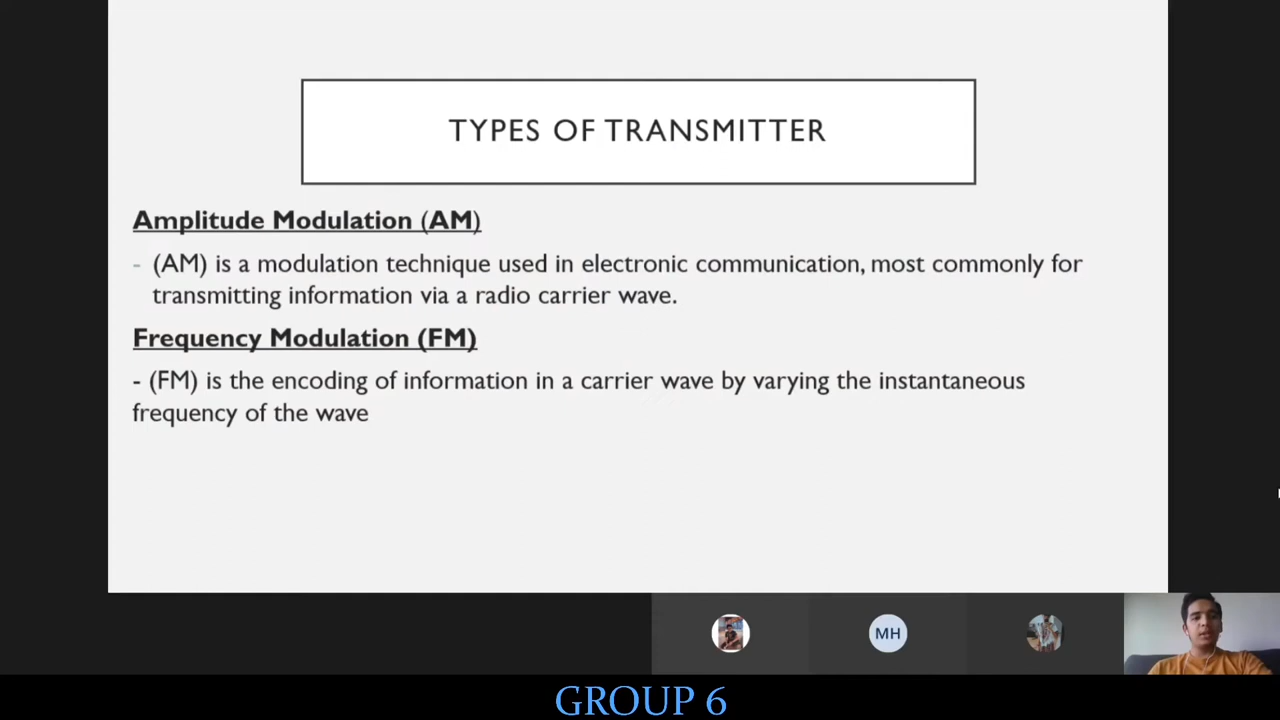 TYPES OF TRANSMITTER
Amplitude Modulation (AM)
- (AM) is a modulation technique used in electronic communication, most commonly for
transmitting information via a radio carrier wave.
Frequency Modulation (FM)
- (FM) is the encoding of information in a carrier wave by varying the instantaneous
frequency of the wave
MH
GROUP 6